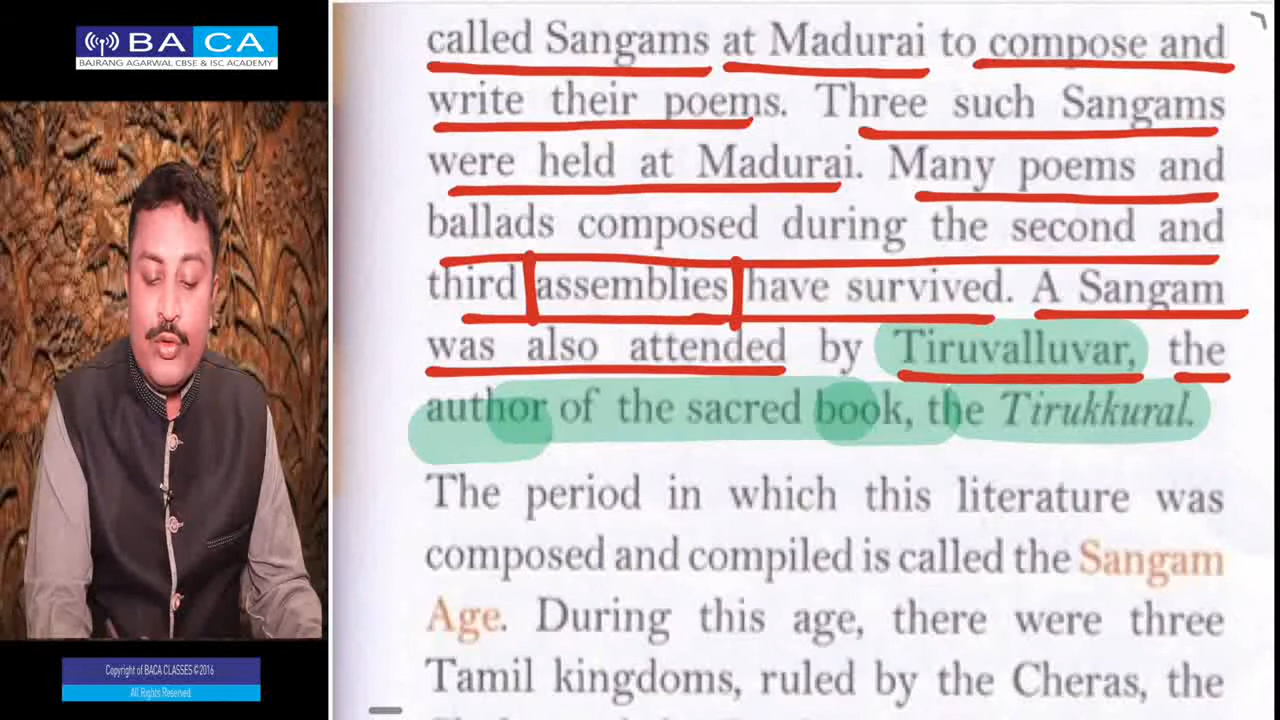 BA CA
BAJRANG AGARWAL CBSE & ISC ACADEMY
called Sangams at Madurai to compose and
write their poems. Three such Sangams
were held at Madurai. Many poems and
ballads composed during the second and
third assemblies have survived. A Sangam
was also attended by Tiruvalluvar, the
author of the sacred book, the Tirukkural.
The period in which this literature was
composed and compiled is called the Sangam
Age. During this age, there were three
Tamil kingdoms, ruled by the Cheras, the
Copyright of BACA CLASSES ©2016
All Rights Reserved